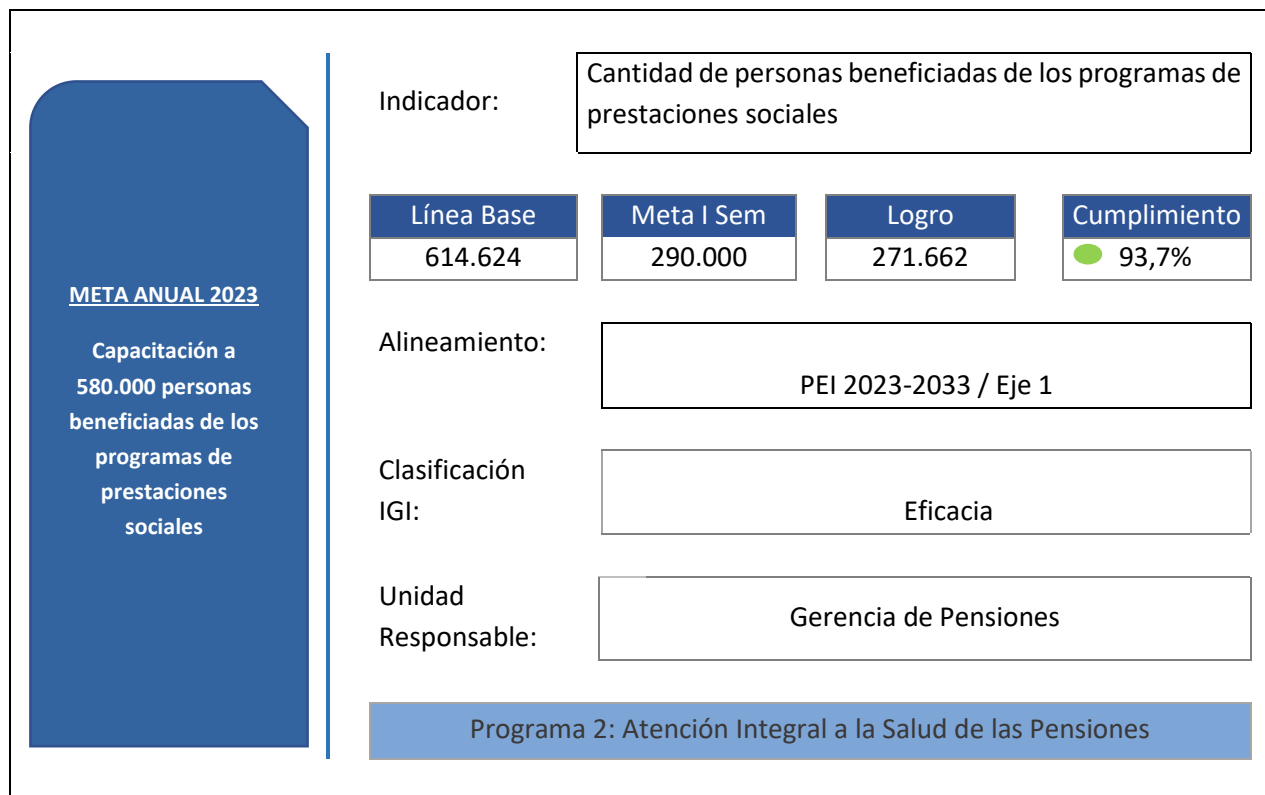 META ANUAL 2023
Capacitación a
580.000 personas
beneficiadas de los
programas de
prestaciones
sociales
Indicador:
Cantidad de personas beneficiadas de los programas de
prestaciones sociales
Línea Base
614.624
Meta I Sem
290.000
Logro
271.662
Cumplimiento
93,7%
Alineamiento:
PEI 2023-2033 / Eje 1
Clasificación
IGI:
Eficacia
Unidad
Responsable:
Gerencia de Pensiones
Programa 2: Atención Integral a la Salud de las Pensiones